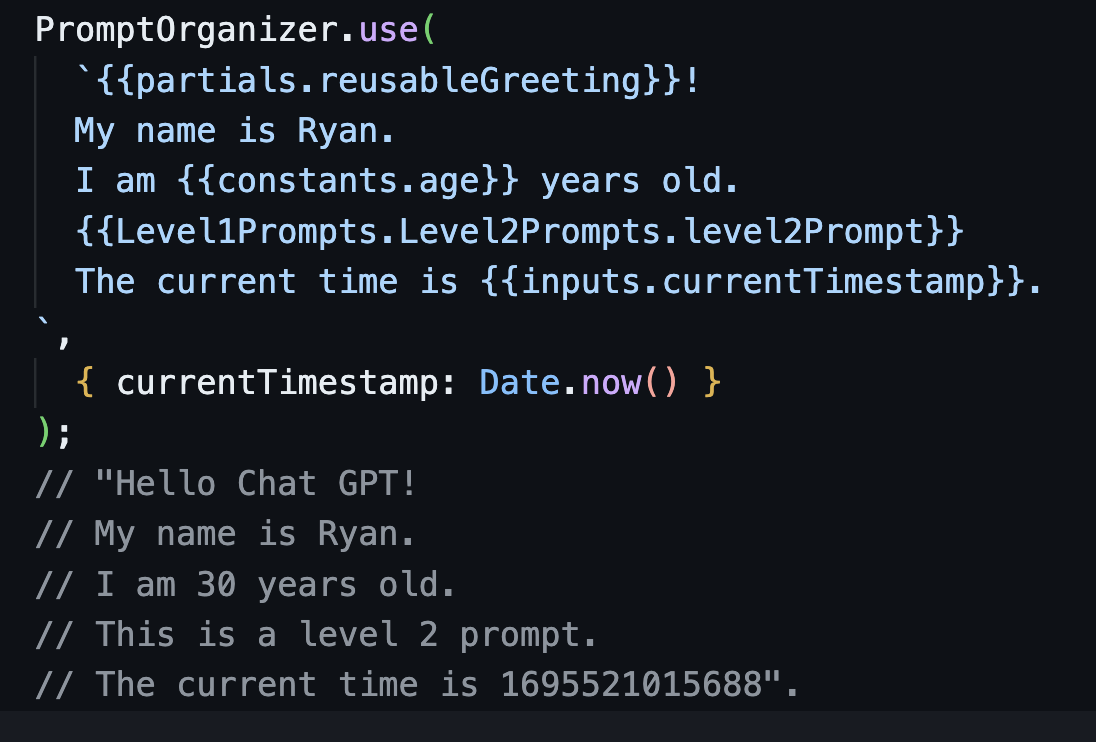 PromptOrganizer.use(
`{{partials.reusableGreeting}}!
My name is Ryan.
I am {{constants.age}} years old.
{{Level1Prompts.Level2Prompts.level2Prompt}}
The current time is {{inputs.currentTimestamp}}.
`,
{ currentTimestamp: Date.now() }
);
// "Hello Chat GPT!
// My name is Ryan.
// I am 30 years old.
// This is a level 2 prompt.
// The current time is 1695521015688".